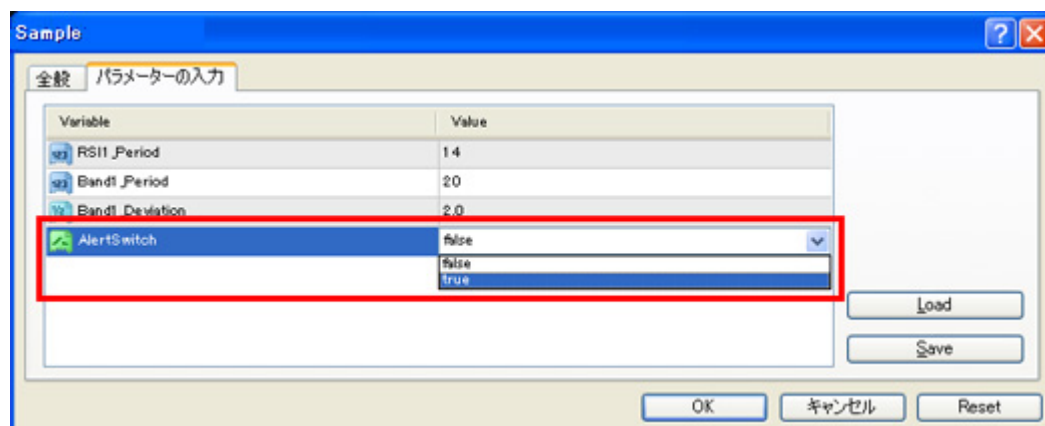 Sample
全般 パラメーターの入力
Variable Value
RSI1_Period 14
Band1_Period 20
Band1_Deviation 2.0
AlertSwitch false
false
true
Load
Save
OK キャンセル Reset